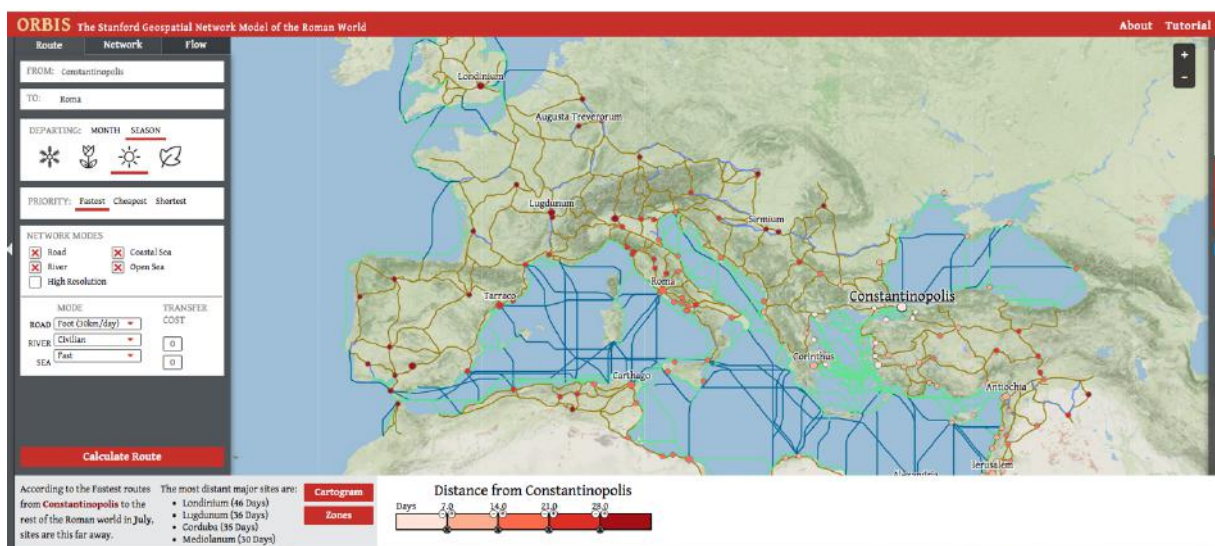 ORBIS The Stanford Geospatial Network Model of the Roman World
About Tutorial
Route Network Flow
FROM: Constantinopolis
TO: Roma
DEPARTING: MONTH SEASON
PRIORITY: Fastest Cheapest Shortest
NETWORK MODES
Road Coastal Sea
River Open Sea
High Resolution
MODE TRANSFER COST
ROAD Foot (30km/day)
RIVER Civilian 0
SEA Fast 0
Calculate Route
Londinium
Augusta Treverorum
Lugdunum
Sirmium
Roma
Tarraco
Constantinopolis
Corinthus
Carthago
Antiochia
Ierusalem
+
-
According to the Fastest routes
from Constantinopolis to the
rest of the Roman world in July,
sites are this far away.
The most distant major sites are:
• Londinium (46 Days)
• Lugdunum (36 Days)
• Corduba (35 Days)
• Mediolanum (30 Days)
Cartogram
Zones
Distance from Constantinopolis
Days 7.0 14.0 21.0 28.0